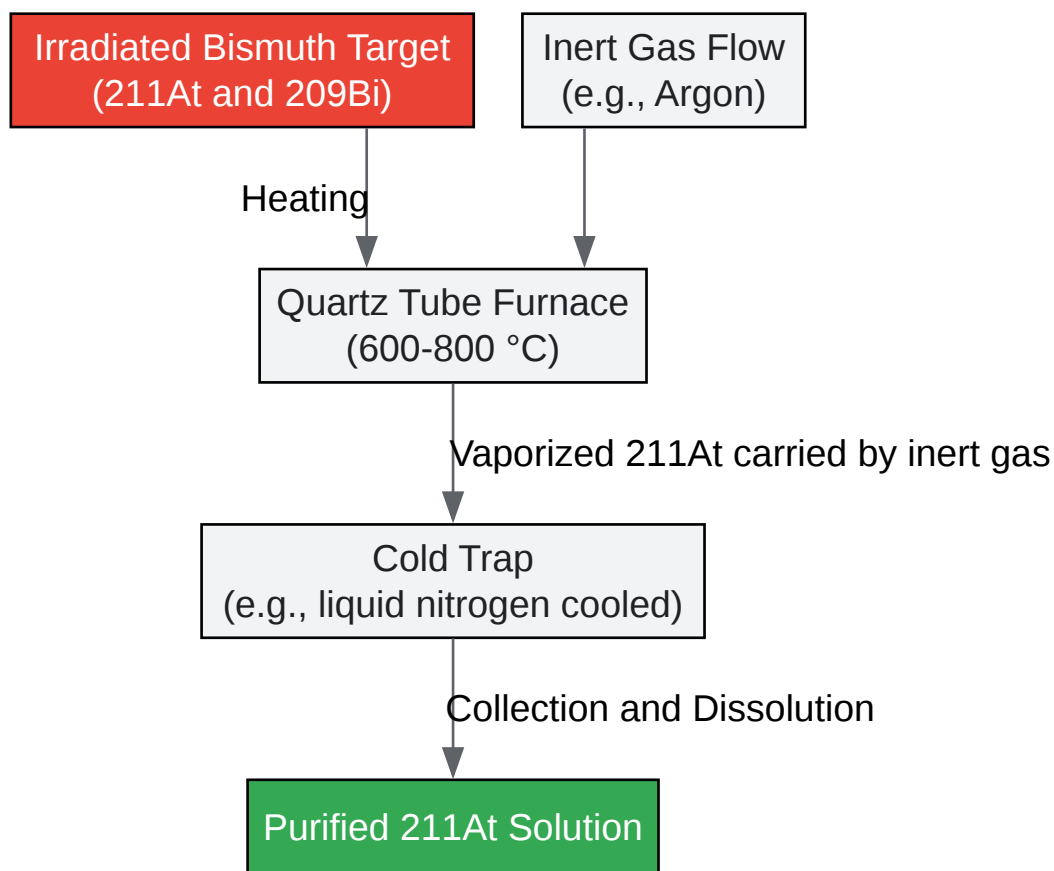 Irradiated Bismuth Target
(211At and 209Bi)
Inert Gas Flow
(e.g., Argon)
Heating
Quartz Tube Furnace
(600-800 °C)
Vaporized 211At carried by inert gas
Cold Trap
(e.g., liquid nitrogen cooled)
Collection and Dissolution
Purified 211At Solution